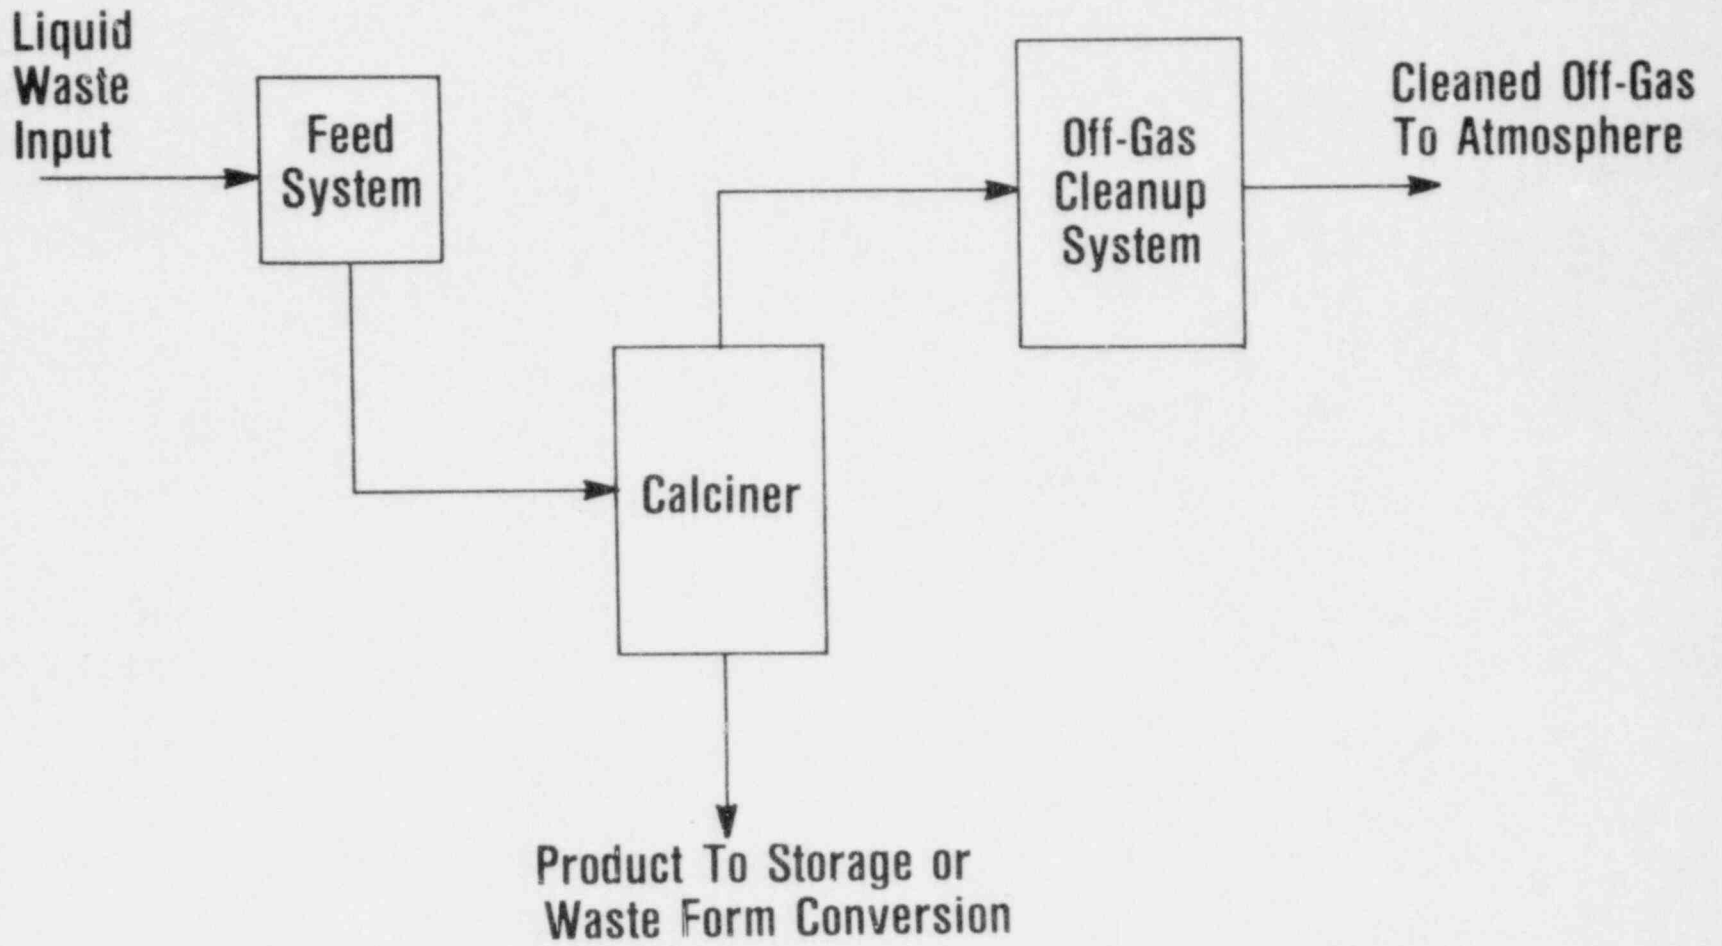 Liquid
Waste
Input
Feed
System
Off-Gas
Cleanup
System
Cleaned Off-Gas
To Atmosphere
Calciner
Product To Storage or
Waste Form Conversion